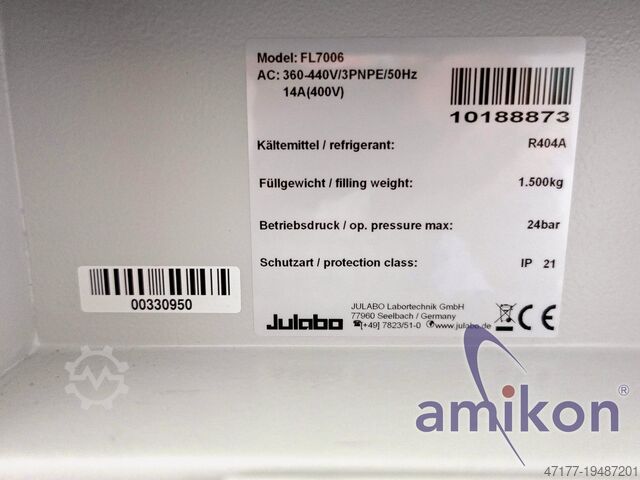 Model: FL7006
AC: 360-440V/3PNPE/50Hz
14A(400V)
10188873
Kältemittel / refrigerant: R404A
Füllgewicht / filling weight: 1.500kg
Betriebsdruck / op. pressure max: 24bar
Schutzart / protection class: IP 21
00330950
Julabo
JULABO Labortechnik GmbH
77960 Seelbach / Germany
[+49] 7823/51-0 www.julabo.de
CE
amikon
47177-19487201